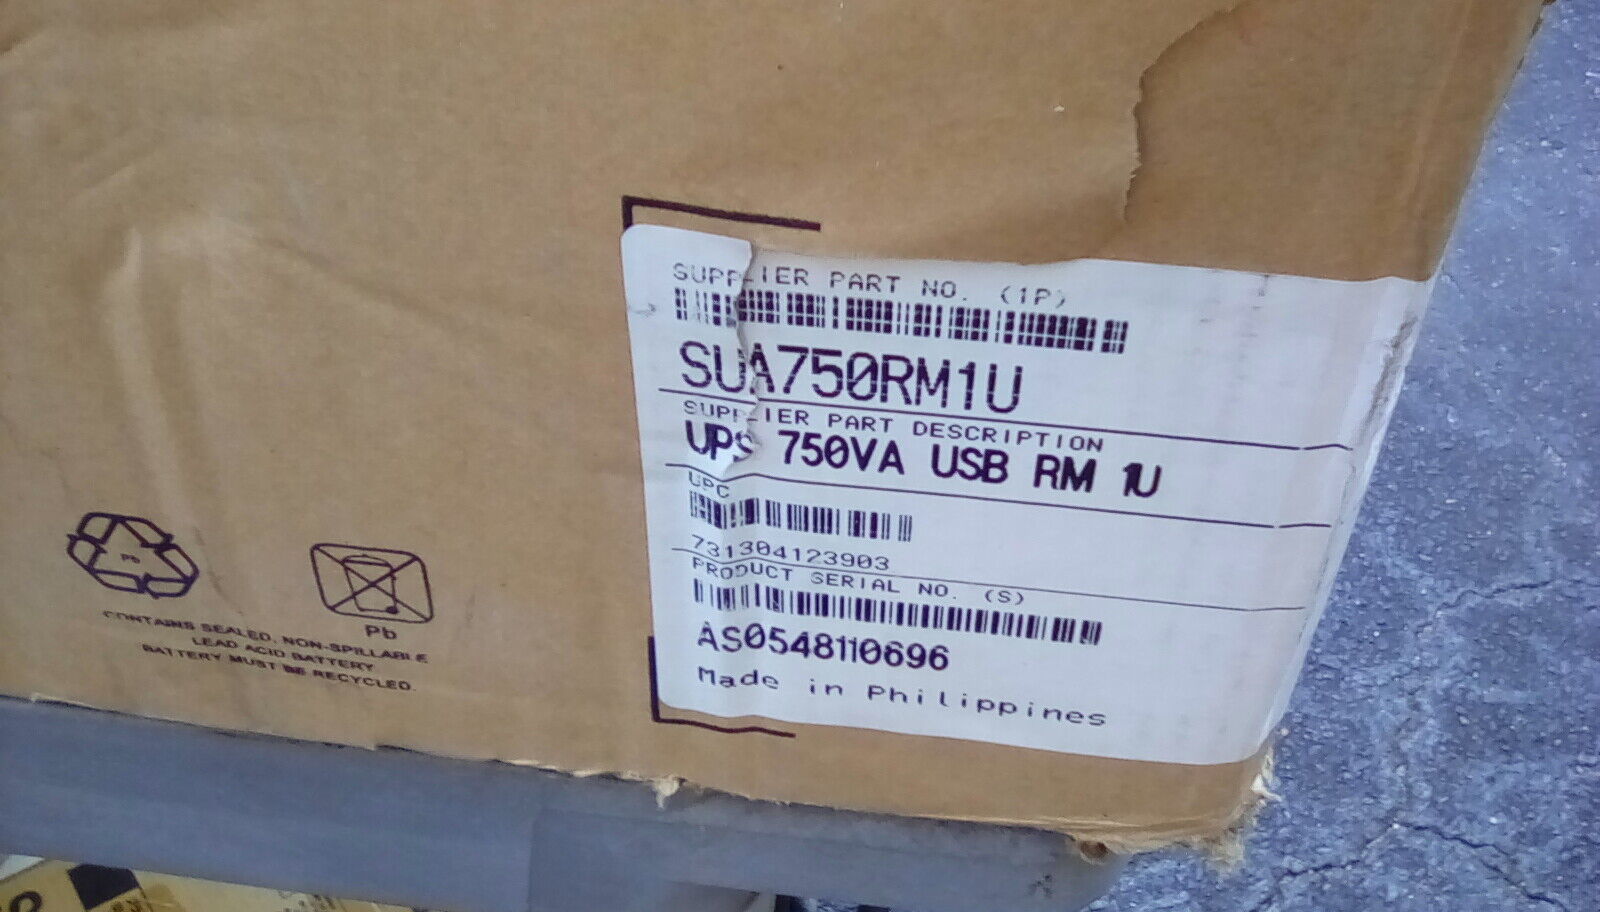 SUPPLIER PART NO. (1P)
SUA750RM1U
SUPPLIER PART DESCRIPTION
UPS 750VA USB RM 1U
UPC
731304123903
PRODUCT SERIAL NO. (S)
AS0548110696
Made in Philippines
Pb
Pb
CONTAINS SEALED, NON-SPILLABLE
LEAD ACID BATTERY
BATTERY MUST BE RECYCLED.